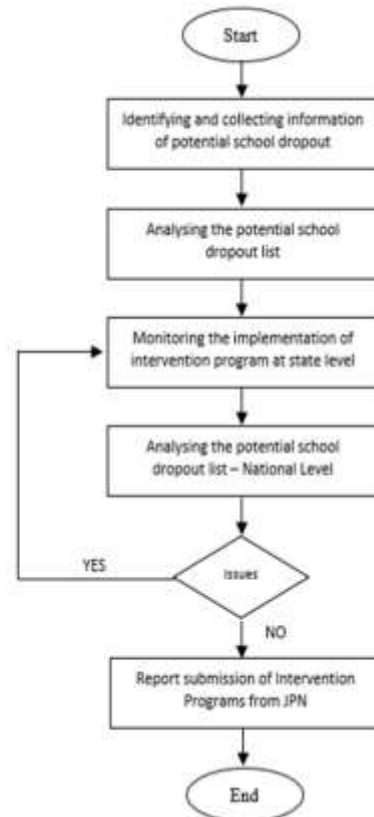 Start
Identifying and collecting information
of potential school dropout
Analysing the potential school
dropout list
Monitoring the implementation of
intervention program at state level
Analysing the potential school
dropout list – National Level
YES
Issues
NO
Report submission of Intervention
Programs from JPN
End